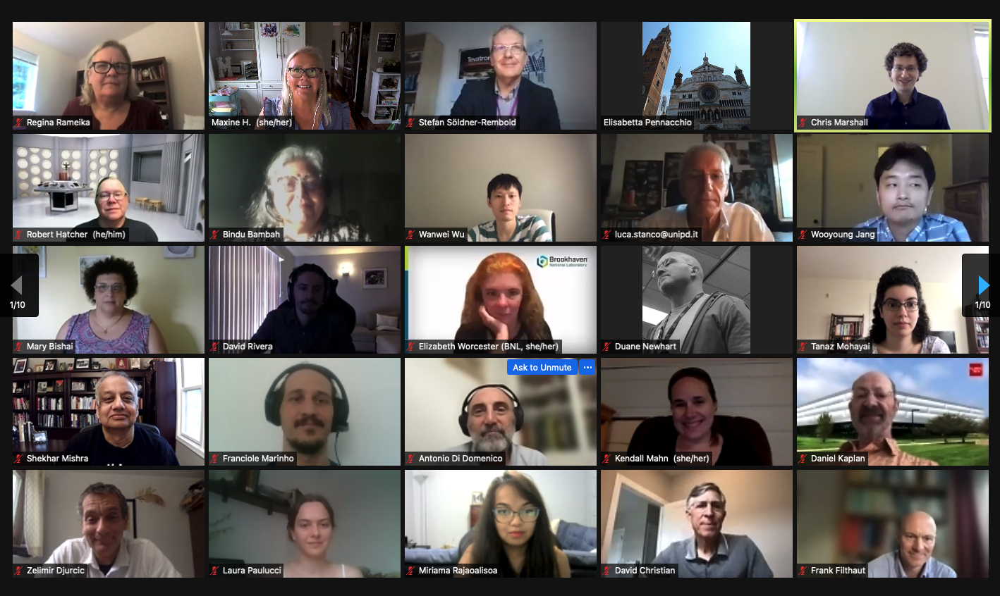 Regina Rameika
Maxine H. (she/her)
Tevatron
Stefan Söldner-Rembold
Elisabetta Pennacchio
Chris Marshall
Robert Hatcher (he/him)
Bindu Bambah
Wanwei Wu
luca.stanco@unipd.it
Wooyoung Jang
1/10
Mary Bishai
David Rivera
Brookhaven
National Laboratory
Elizabeth Worcester (BNL, she/her)
Duane Newhart
Tanaz Mohayai
1/10
Shekhar Mishra
Franciole Marinho
Ask to Unmute
Antonio Di Domenico
Kendall Mahn (she/her)
Daniel Kaplan
Zelimir Djurcic
Laura Paulucci
Miriama Rajaoalisoa
David Christian
Frank Filthaut